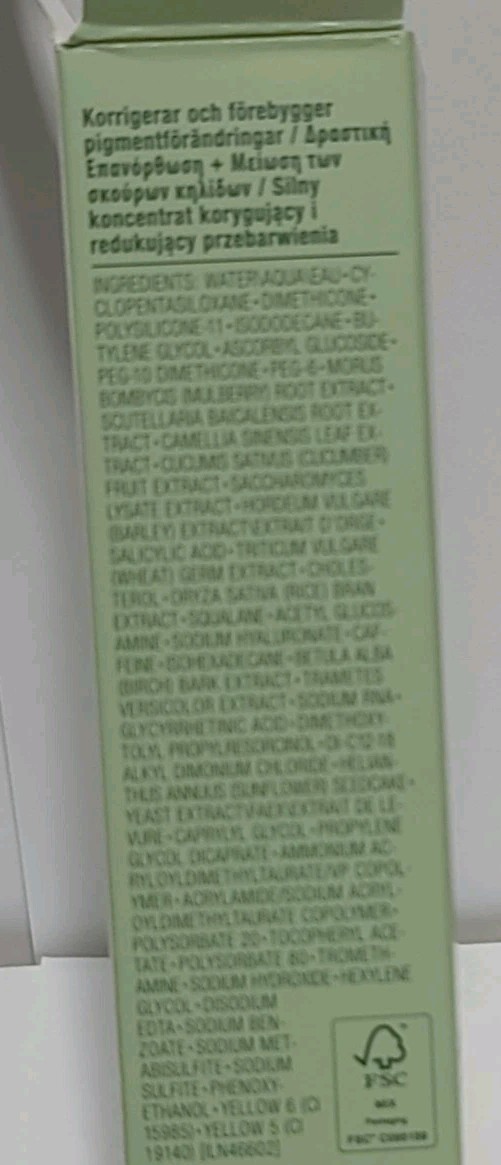 Korrigerar och förebygger
pigmentförändringar / Δραστική
Επανόρθωση + Μείωση των
σκούρων κηλίδων / Silny
koncentrat korygujący i
redukujący przebarwienia
INGREDIENTS: WATER\AQUA\EAU•CY-
CLOPENTASILOXANE•DIMETHICONE•
POLYSILICONE-11•ISODODECANE•BU-
TYLENE GLYCOL•ASCORBYL GLUCOSIDE•
PEG-10 DIMETHICONE•PEG-6•MORUS
BOMBYCIS (MULBERRY) ROOT EXTRACT•
SCUTELLARIA BAICALENSIS ROOT EX-
TRACT•CAMELLIA SINENSIS LEAF EX-
TRACT•CUCUMIS SATIVUS (CUCUMBER)
FRUIT EXTRACT•SACCHAROMYCES
LYSATE EXTRACT•HORDEUM VULGARE
(BARLEY) EXTRACT\EXTRAIT D'ORGE•
SALICYLIC ACID•TRITICUM VULGARE
(WHEAT) GERM EXTRACT•CHOLES-
TEROL•ORYZA SATIVA (RICE) BRAN
EXTRACT•SQUALANE•ACETYL GLUCOS-
AMINE•SODIUM HYALURONATE•CAF-
FEINE•ISOHEXADECANE•BETULA ALBA
(BIRCH) BARK EXTRACT•TRAMETES
VERSICOLOR EXTRACT•SODIUM RNA•
GLYCYRRHETINIC ACID•DIMETHOXY-
TOLYL PROPYLRESORCINOL•DI-C12-18
ALKYL DIMONIUM CHLORIDE•HELIAN-
THUS ANNUUS (SUNFLOWER) SEEDCAKE•
YEAST EXTRACT\FAEX\EXTRAIT DE LE-
VURE•CAPRYLYL GLYCOL•PROPYLENE
GLYCOL DICAPRATE•AMMONIUM AC-
RYLOYLDIMETHYLTAURATE/VP COPOL-
YMER•ACRYLAMIDE/SODIUM ACRYL-
OYLDIMETHYLTAURATE COPOLYMER•
POLYSORBATE 20•TOCOPHERYL ACE-
TATE•POLYSORBATE 80•TROMETH-
AMINE•SODIUM HYDROXIDE•HEXYLENE
GLYCOL•DISODIUM
EDTA•SODIUM BEN-
ZOATE•SODIUM MET-
ABISULFITE•SODIUM
SULFITE•PHENOXY-
ETHANOL•YELLOW 6 (CI
15985)•YELLOW 5 (CI
19140) [ILN46602]
FSC
MIX
Packaging